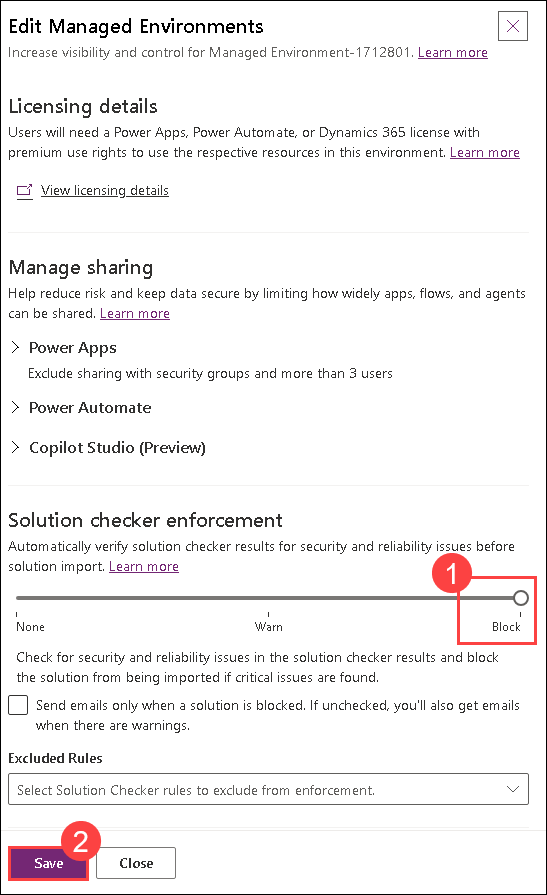 Edit Managed Environments
Increase visibility and control for Managed Environment-1712801. Learn more
Licensing details
Users will need a Power Apps, Power Automate, or Dynamics 365 license with
premium use rights to use the respective resources in this environment. Learn more
View licensing details
Manage sharing
Help reduce risk and keep data secure by limiting how widely apps, flows, and agents
can be shared. Learn more
Power Apps
Exclude sharing with security groups and more than 3 users
Power Automate
Copilot Studio (Preview)
Solution checker enforcement
Automatically verify solution checker results for security and reliability issues before
solution import. Learn more
1
None Warn Block
Check for security and reliability issues in the solution checker results and block
the solution from being imported if critical issues are found.
Send emails only when a solution is blocked. If unchecked, you'll also get emails
when there are warnings.
Excluded Rules
Select Solution Checker rules to exclude from enforcement.
2
Save Close